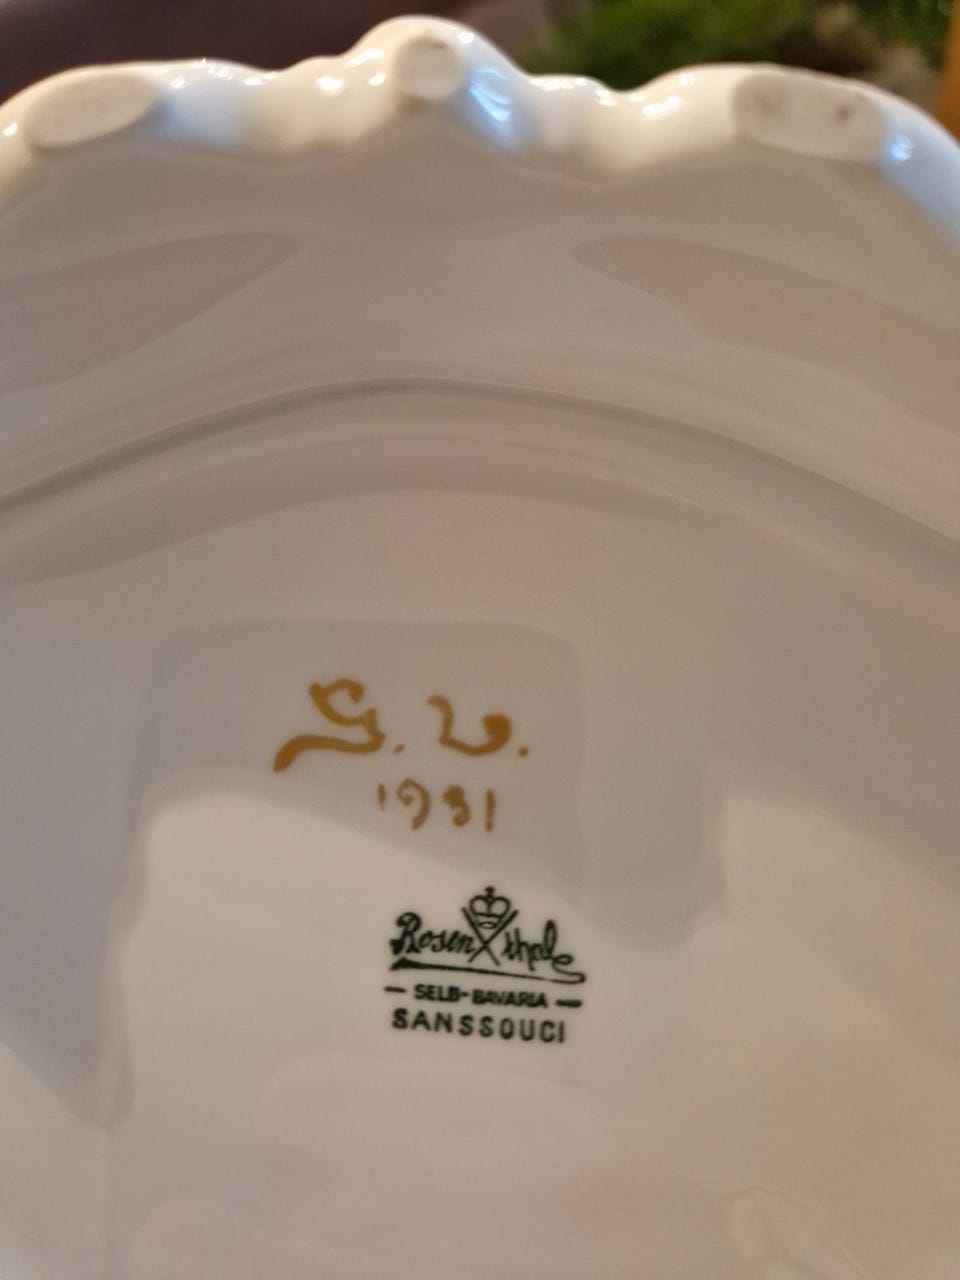 G. V.
1931
Rosenthal
SELB-BAVARIA
SANSSOUCI